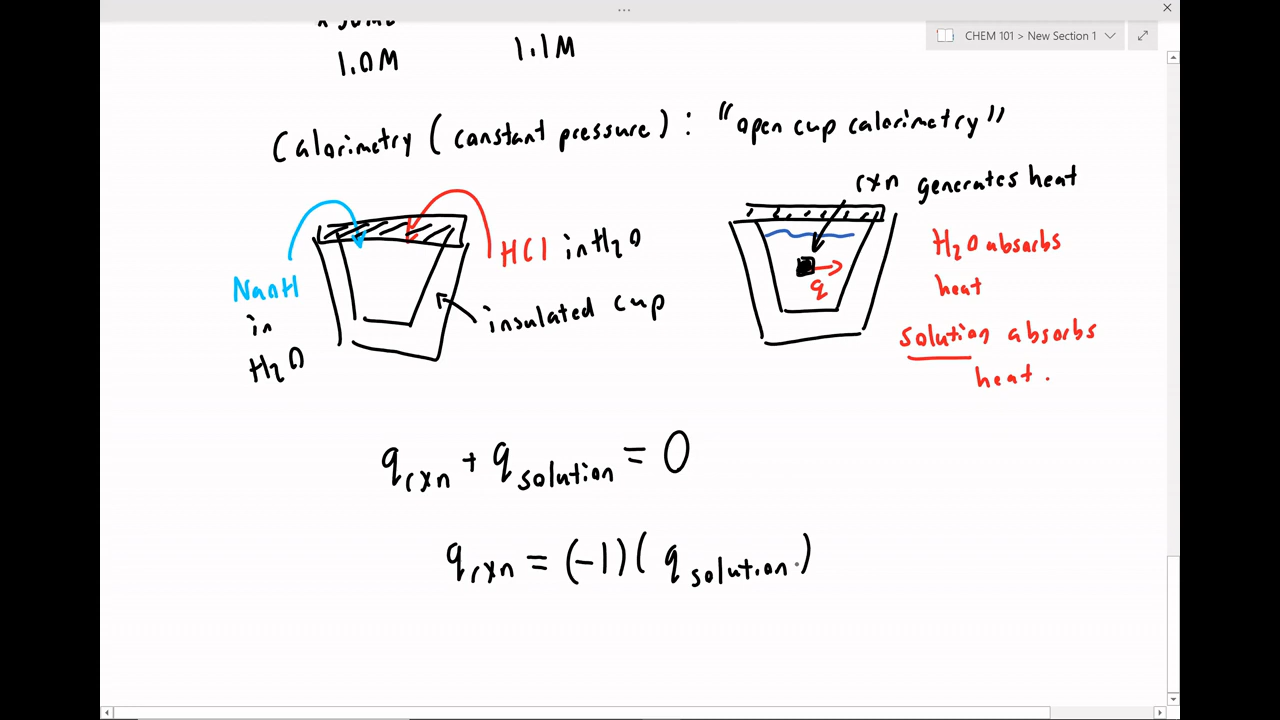 CHEM 101 > New Section 1
1.0M 1.1M
Calorimetry (constant pressure) : "open cup calorimetry"
NaOH
in
H2O
HCl in H2O
insulated cup
rxn generates heat
H2O absorbs
heat
q
solution absorbs
heat.
qrxn + qsolution = 0
qrxn = (-1)( qsolution.)